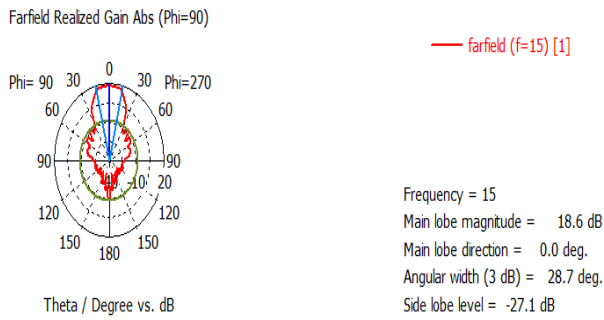 Farfield Realized Gain Abs (Phi=90)
farfield (f=15) [1]
Phi= 90 30 0 30 Phi=270
60 60
90 90
-10 20
120 120
150 150
180
Theta / Degree vs. dB
Frequency = 15
Main lobe magnitude = 18.6 dB
Main lobe direction = 0.0 deg.
Angular width (3 dB) = 28.7 deg.
Side lobe level = -27.1 dB